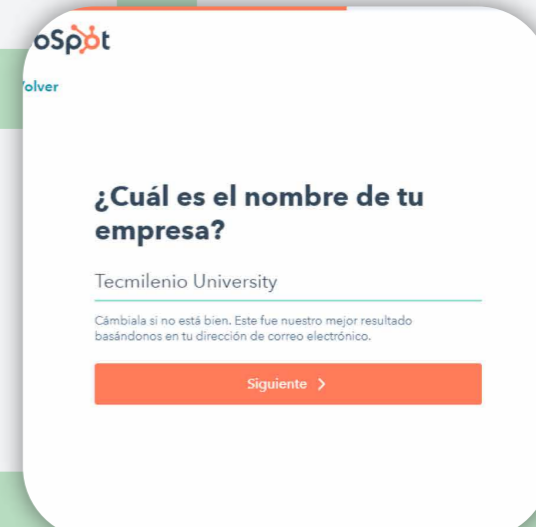 oSpot
Volver
¿Cuál es el nombre de tu
empresa?
Tecmilenio University
Cámbiala si no está bien. Este fue nuestro mejor resultado
basándonos en tu dirección de correo electrónico.
Siguiente